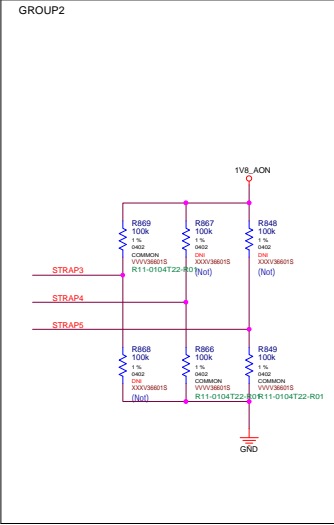 GROUP2
1V8_AON
R869
100k
1 %
0402
COMMON
VVVV36601S
R11-0104T22-R01
R867
100k
1 %
0402
DNI
XXXV36601S
(Not)
R848
100k
1 %
0402
DNI
XXXV36601S
(Not)
STRAP3
STRAP4
STRAP5
R868
100k
1 %
0402
DNI
XXXV36601S
(Not)
R866
100k
1 %
0402
COMMON
VVVV36601S
R11-0104T22-R01
R849
100k
1 %
0402
COMMON
VVVV36601S
R11-0104T22-R01
GND